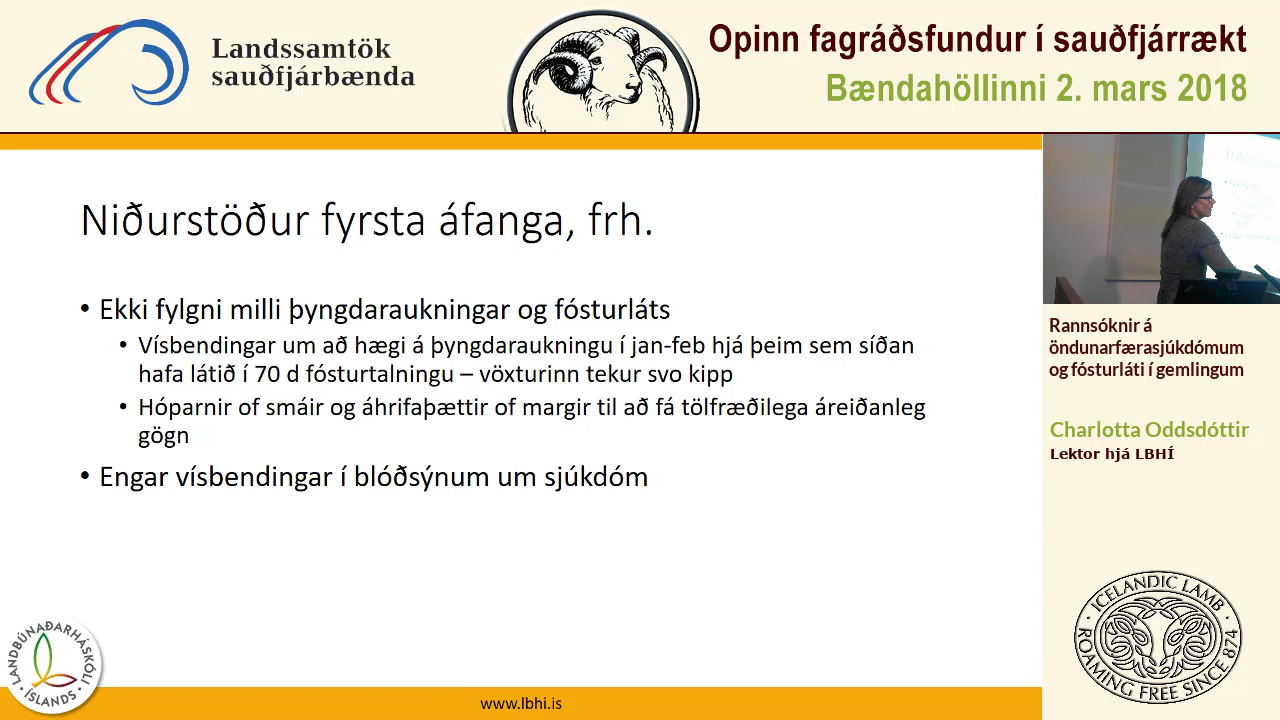 Landssamtök
sauðfjárbænda
Opinn fagráðsfundur í sauðfjárrækt
Bændahöllinni 2. mars 2018
Niðurstöður fyrsta áfanga, frh.
• Ekki fylgni milli þyngdaraukningar og fósturláts
• Vísbendingar um að hægi á þyngdaraukningu í jan-feb hjá þeim sem síðan
hafa látið í 70 d fósturtalningu – vöxturinn tekur svo kipp
• Hóparnir of smáir og áhrifaþættir of margir til að fá tölfræðilega áreiðanleg
gögn
• Engar vísbendingar í blóðsýnum um sjúkdóm
Rannsóknir á
öndunarfærasjúkdómum
og fósturláti í gemlingum
Charlotta Oddsdóttir
Lektor hjá LBHÍ
· ICELANDIC LAMB ·
ROAMING FREE SINCE 874
LANDBÚNAÐARHÁSKÓLI
· ÍSLANDS ·
www.lbhi.is